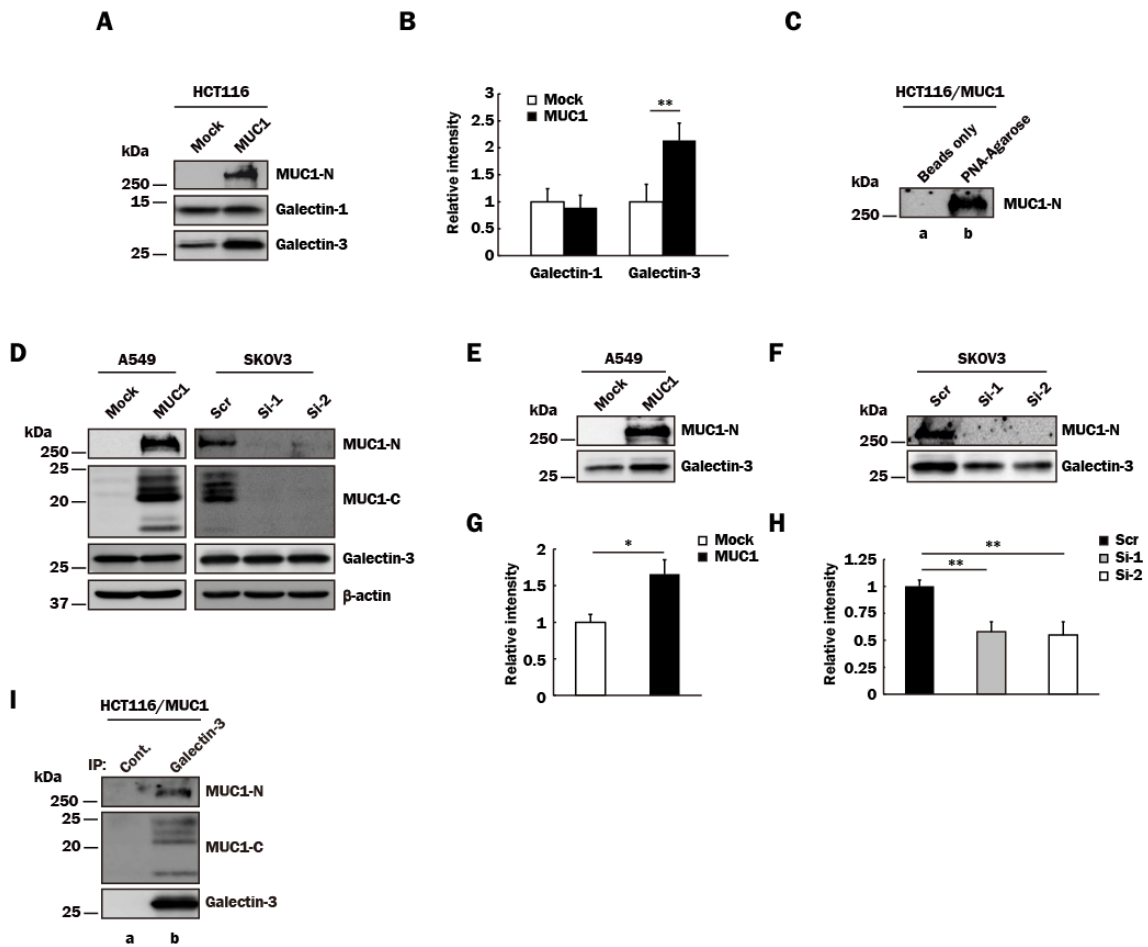 A
HCT116
Mock MUC1
kDa
250
MUC1-N
15
Galectin-1
Galectin-3
25
B
Relative intensity
3
2.5
2
1.5
1
0.5
0
Mock
MUC1
**
Galectin-1 Galectin-3
C
HCT116/MUC1
Beads only PNA-Agarose
kDa
250
MUC1-N
a b
D
A549 SKOV3
Mock MUC1 Scr Si-1 Si-2
kDa
250
MUC1-N
25
20
MUC1-C
Galectin-3
25
β-actin
37
E
A549
Mock MUC1
kDa
250
MUC1-N
Galectin-3
25
F
SKOV3
Scr Si-1 Si-2
kDa
250
MUC1-N
Galectin-3
25
G
Mock
MUC1
Relative intensity
2
1.5
1
0.5
0
*
H
Scr
Si-1
Si-2
Relative intensity
1.25
1
0.75
0.5
0.25
0
**
**
I
HCT116/MUC1
IP: Cont. Galectin-3
kDa
250
MUC1-N
25
20
MUC1-C
Galectin-3
25
a b